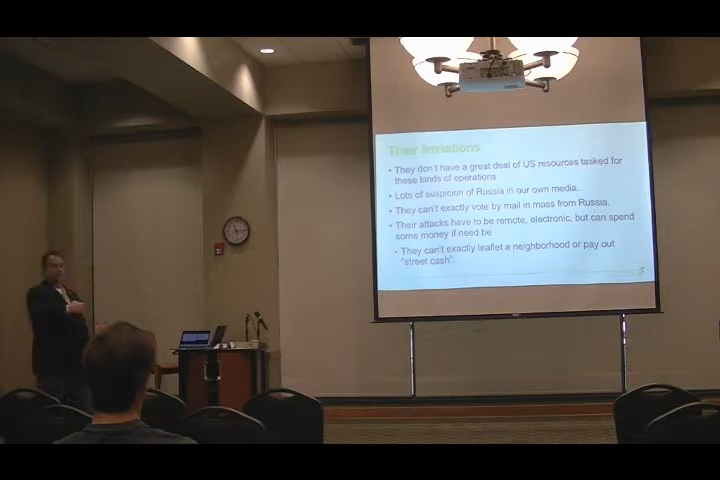 Their limitations
• They don't have a great deal of US resources tasked for
these kinds of operations
• Lots of suspicion of Russia in our own media.
• They can't exactly vote by mail in mass from Russia.
• Their attacks have to be remote, electronic, but can spend
some money if need be
• They can't exactly leaflet a neighborhood or pay out
"street cash".